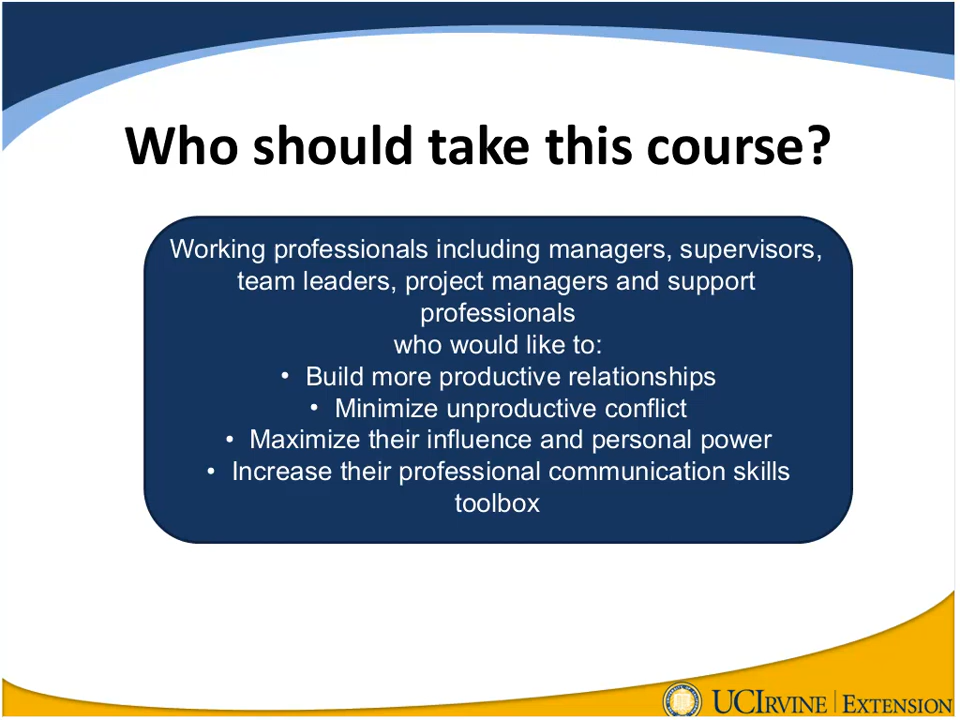 Who should take this course?
Working professionals including managers, supervisors,
team leaders, project managers and support
professionals
who would like to:
• Build more productive relationships
• Minimize unproductive conflict
• Maximize their influence and personal power
• Increase their professional communication skills
toolbox
UCIRVINE | EXTENSION